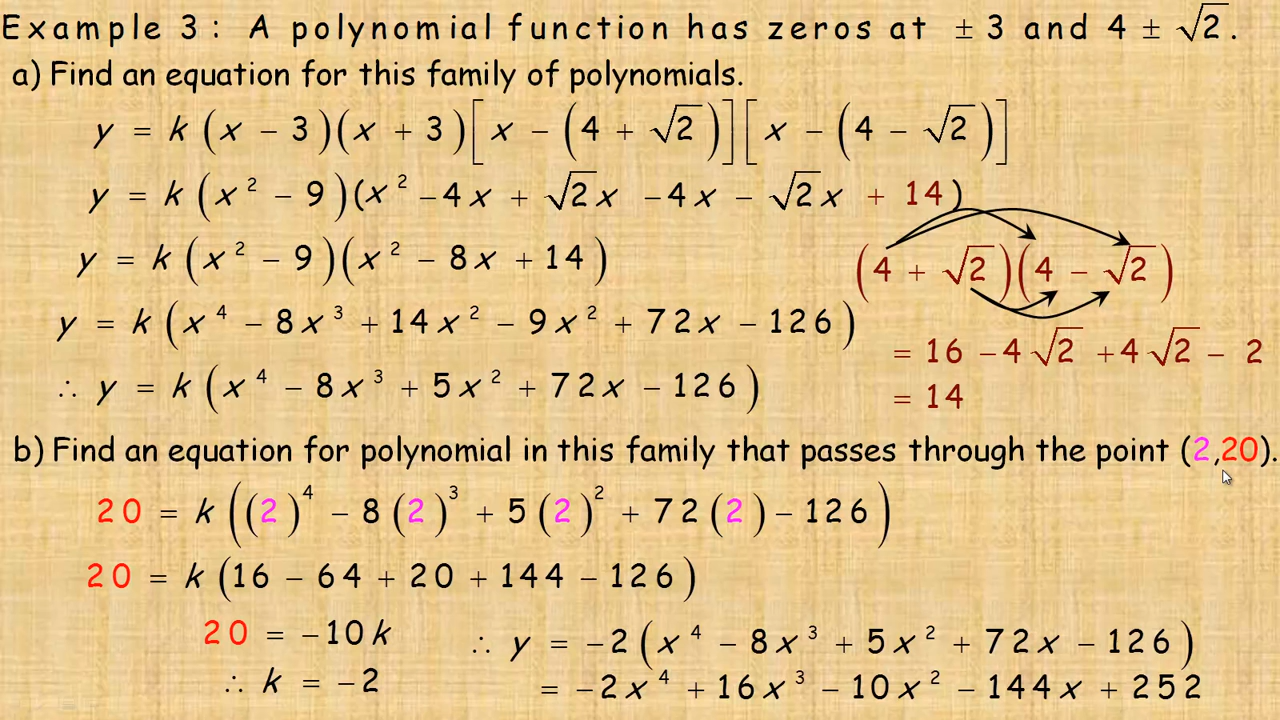 Example 3: A polynomial function has zeros at ± 3 and 4 ± √2.
a) Find an equation for this family of polynomials.
y = k(x − 3)(x + 3)[x − (4 + √2)][x − (4 − √2)]
y = k(x² − 9)(x² − 4x + √2x − 4x − √2x + 14)
y = k(x² − 9)(x² − 8x + 14)
(4 + √2)(4 − √2)
y = k(x⁴ − 8x³ + 14x² − 9x² + 72x − 126)
= 16 − 4√2 + 4√2 − 2
∴ y = k(x⁴ − 8x³ + 5x² + 72x − 126)
= 14
b) Find an equation for polynomial in this family that passes through the point (2,20).
20 = k((2)⁴ − 8(2)³ + 5(2)² + 72(2) − 126)
20 = k(16 − 64 + 20 + 144 − 126)
20 = −10k
∴ k = −2
∴ y = −2(x⁴ − 8x³ + 5x² + 72x − 126)
= −2x⁴ + 16x³ − 10x² − 144x + 252